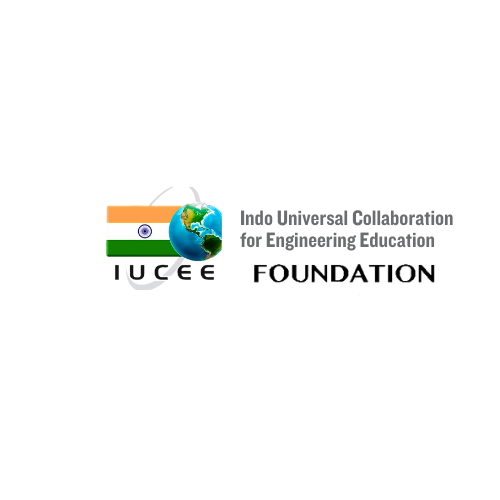 Indo Universal Collaboration
for Engineering Education
IUCEE
FOUNDATION